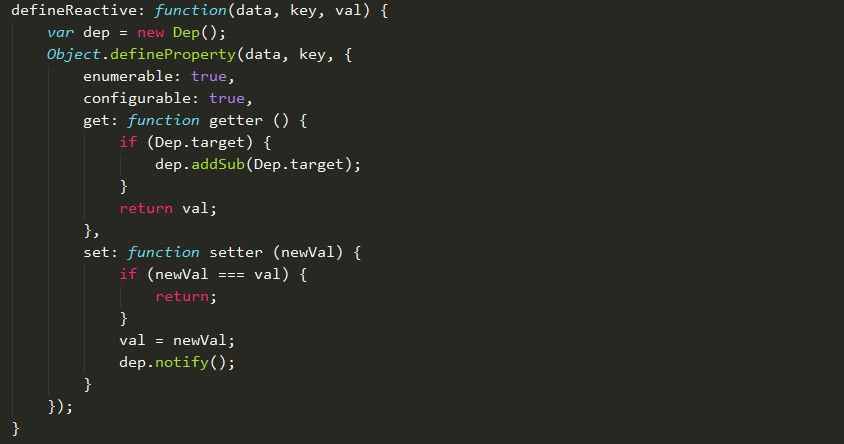 defineReactive: function(data, key, val) {
    var dep = new Dep();
    Object.defineProperty(data, key, {
        enumerable: true,
        configurable: true,
        get: function getter () {
            if (Dep.target) {
                dep.addSub(Dep.target);
            }
            return val;
        },
        set: function setter (newVal) {
            if (newVal === val) {
                return;
            }
            val = newVal;
            dep.notify();
        }
    });
}